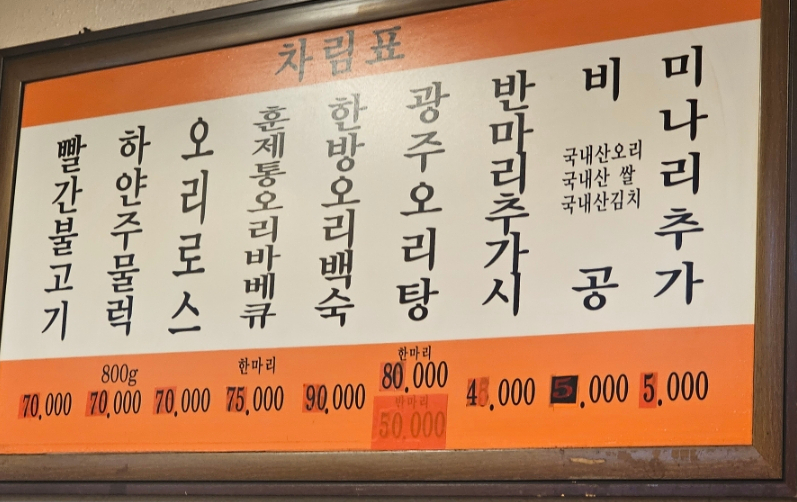 차림표
빨간불고기
70,000
하얀주물럭
800g
70,000
오리로스
70,000
훈제통오리바베큐
한마리
75,000
한방오리백숙
90,000
광주오리탕
한마리
80,000
반마리
50,000
반마리추가시
,000
비
국내산오리
국내산 쌀
국내산김치
공
5,000
미나리추가
5,000